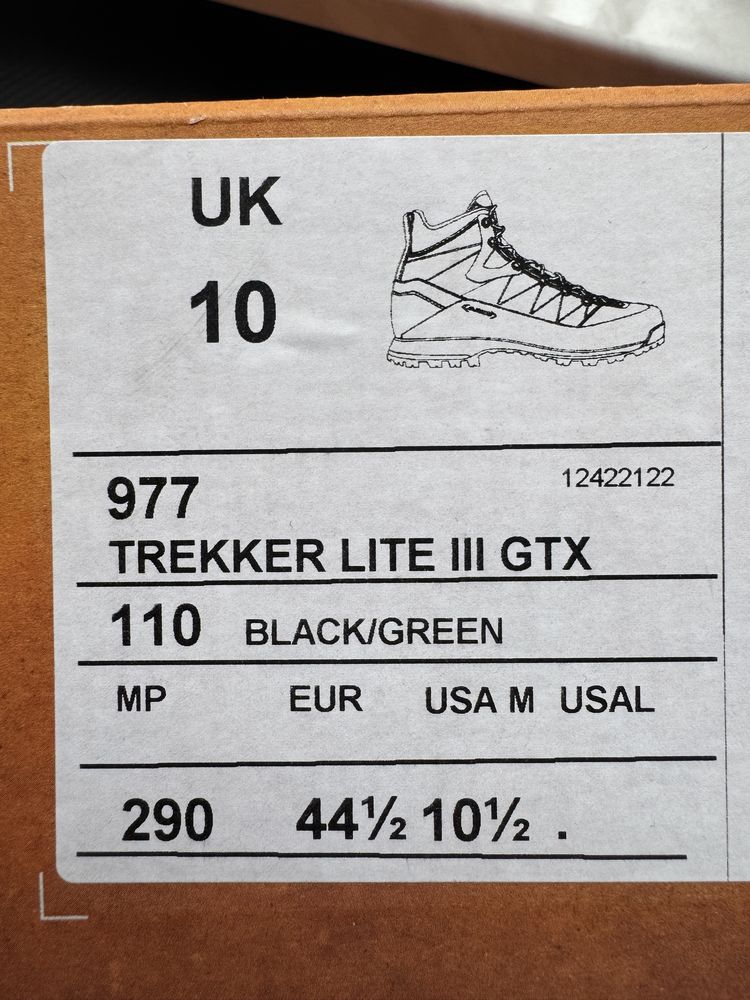 UK
10
977
12422122
TREKKER LITE III GTX
110 BLACK/GREEN
MP EUR USA M USAL
290 44½ 10½ .